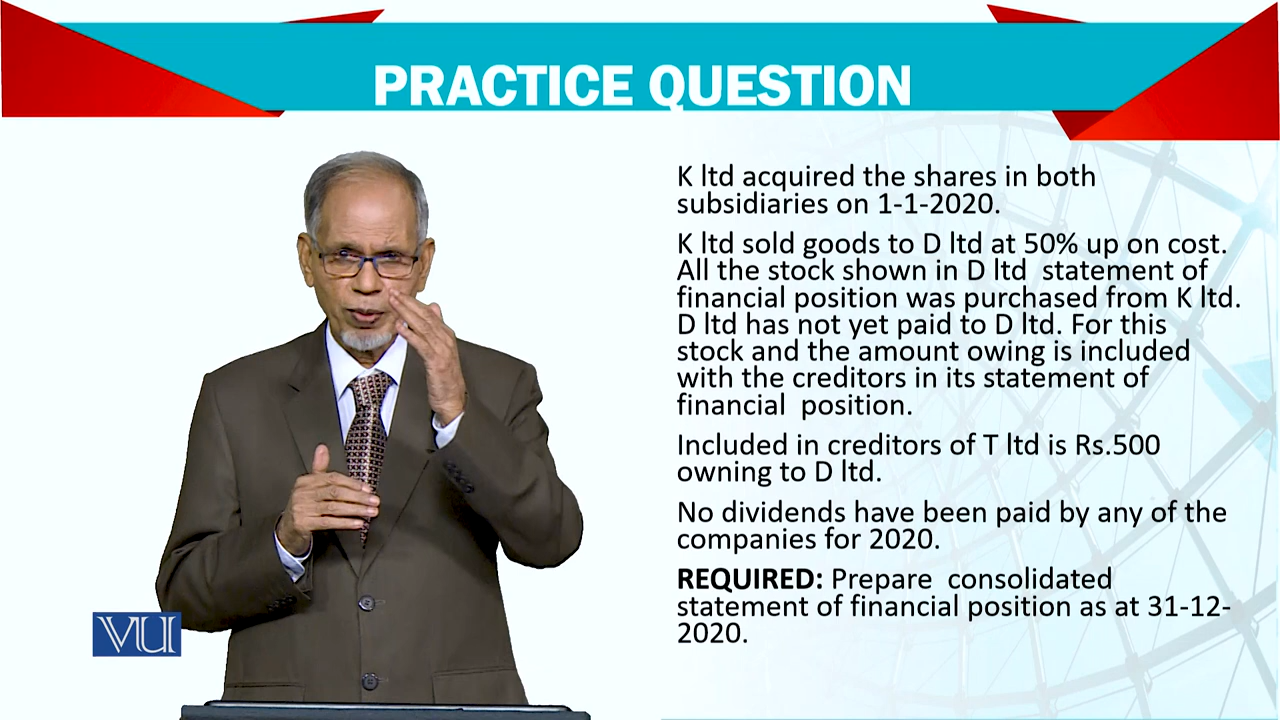 PRACTICE QUESTION
K ltd acquired the shares in both
subsidiaries on 1-1-2020.
K ltd sold goods to D ltd at 50% up on cost.
All the stock shown in D ltd statement of
financial position was purchased from K ltd.
D ltd has not yet paid to D ltd. For this
stock and the amount owing is included
with the creditors in its statement of
financial position.
Included in creditors of T ltd is Rs.500
owning to D ltd.
No dividends have been paid by any of the
companies for 2020.
REQUIRED: Prepare consolidated
statement of financial position as at 31-12-
2020.
VU